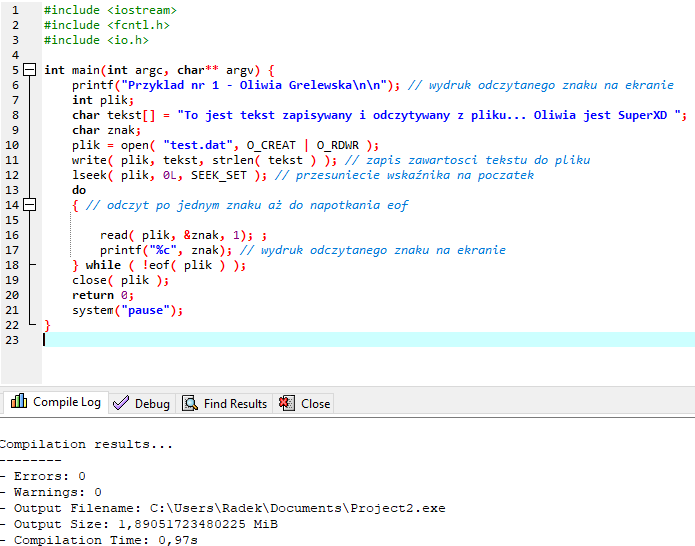 1 #include <iostream>
2 #include <fcntl.h>
3 #include <io.h>
4
5 int main(int argc, char** argv) {
6 printf("Przyklad nr 1 - Oliwia Grelewska\n\n"); // wydruk odczytanego znaku na ekranie
7 int plik;
8 char tekst[] = "To jest tekst zapisywany i odczytywany z pliku... Oliwia jest SuperXD ";
9 char znak;
10 plik = open( "test.dat", O_CREAT | O_RDWR );
11 write( plik, tekst, strlen( tekst ) ); // zapis zawartosci tekstu do pliku
12 lseek( plik, 0L, SEEK_SET ); // przesuniecie wskaźnika na poczatek
13 do
14 { // odczyt po jednym znaku aż do napotkania eof
15
16 read( plik, &znak, 1); ;
17 printf("%c", znak); // wydruk odczytanego znaku na ekranie
18 } while ( !eof( plik ) );
19 close( plik );
20 return 0;
21 system("pause");
22 }
23
Compile Log Debug Find Results Close
Compilation results...
--------
- Errors: 0
- Warnings: 0
- Output Filename: C:\Users\Radek\Documents\Project2.exe
- Output Size: 1,89051723480225 MiB
- Compilation Time: 0,97s